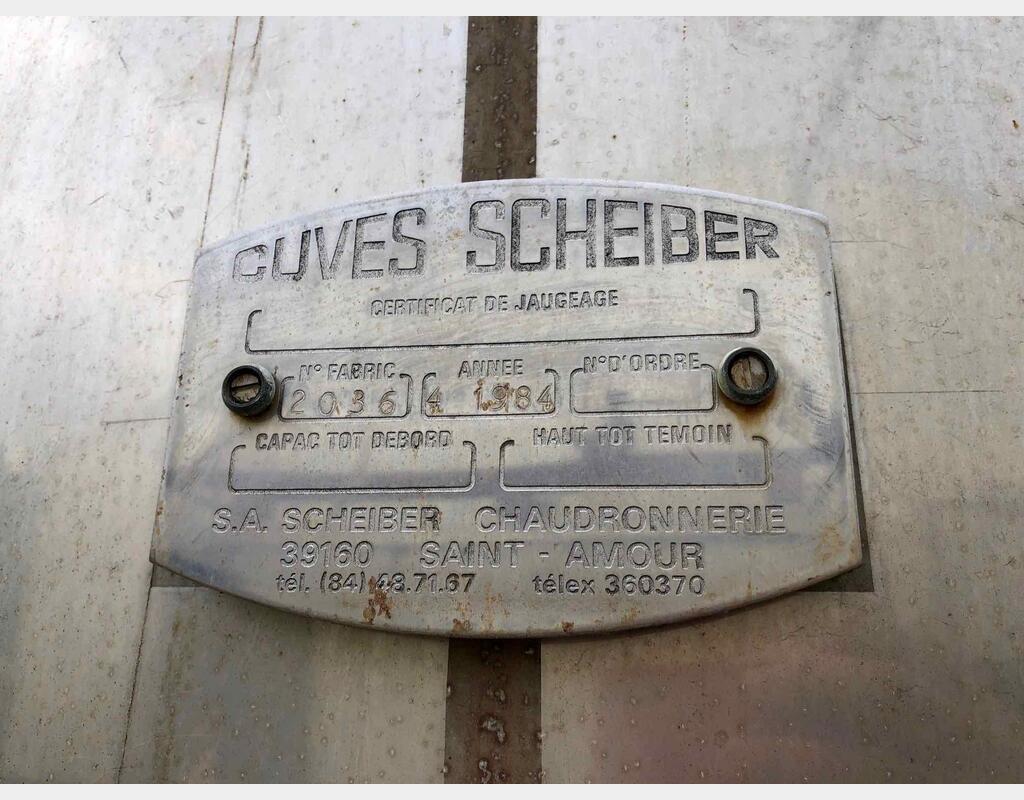 CUVES SCHEIBER
CERTIFICAT DE JAUGEAGE
N° FABRIC ANNEE N° D'ORDRE
2036 4 1984
CAPAC TOT DEBORD HAUT TOT TEMOIN
S.A. SCHEIBER CHAUDRONNERIE
39160 SAINT - AMOUR
tél. (84) 48.71.67 télex 360370